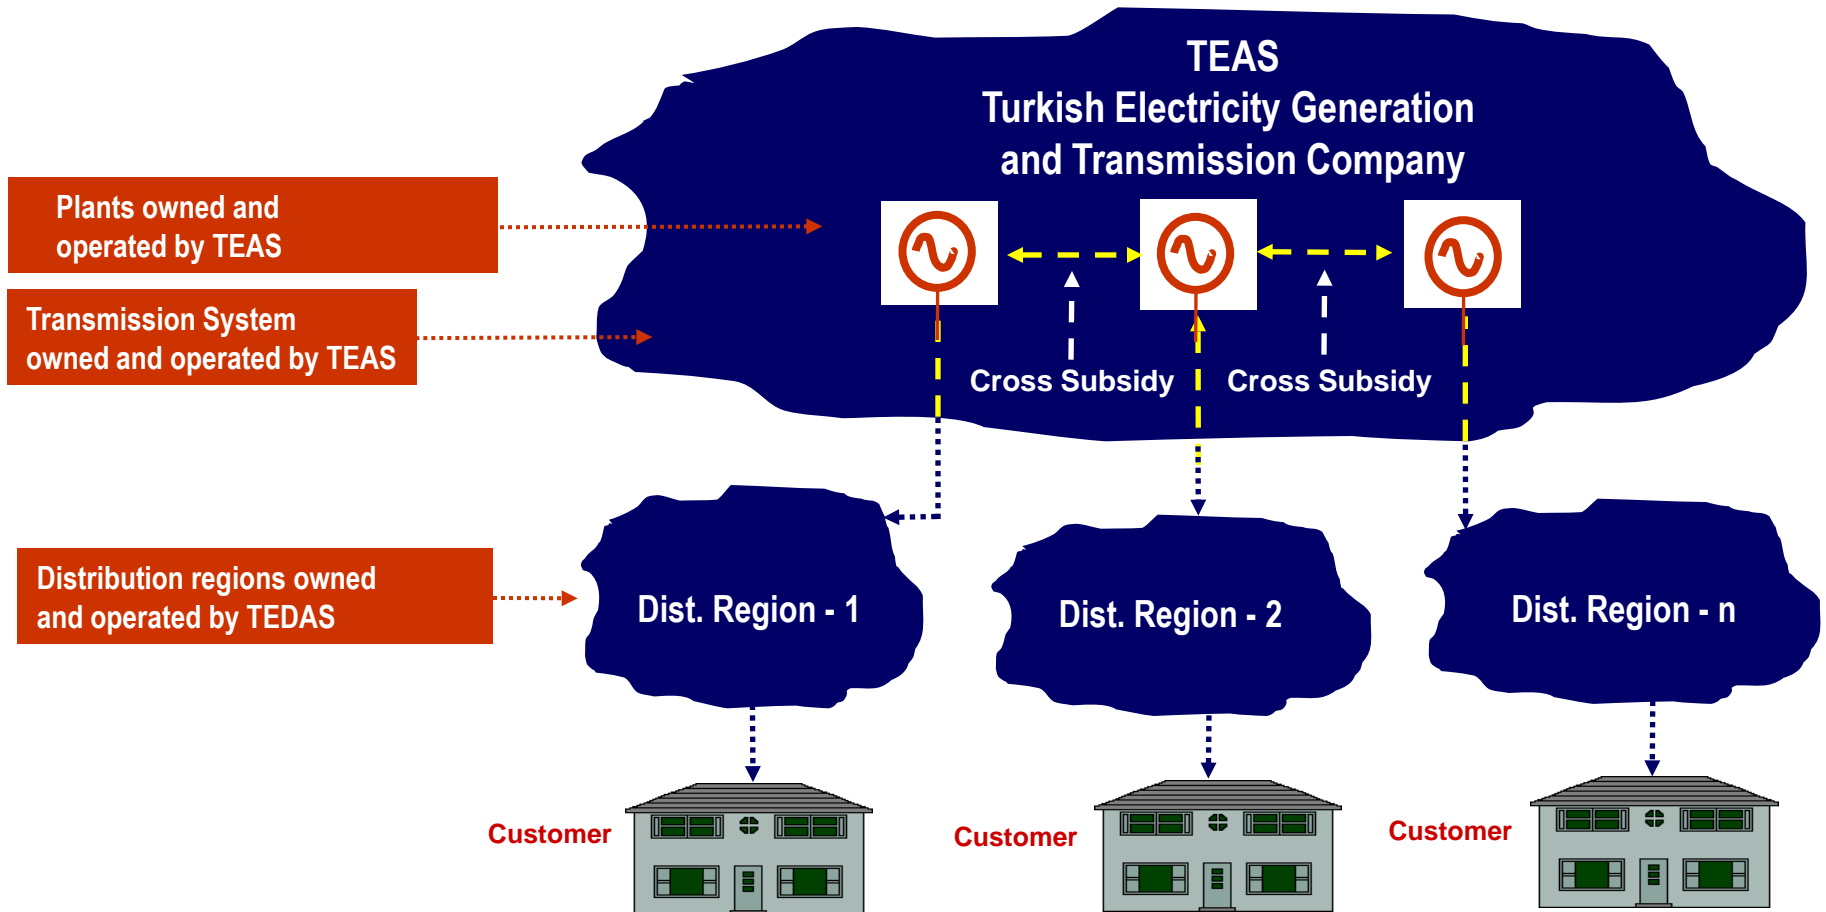 TEAS
Turkish Electricity Generation
and Transmission Company
Plants owned and
operated by TEAS
Transmission System
owned and operated by TEAS
Cross Subsidy
Cross Subsidy
Distribution regions owned
and operated by TEDAS
Dist. Region - 1
Dist. Region - 2
Dist. Region - n
Customer
Customer
Customer